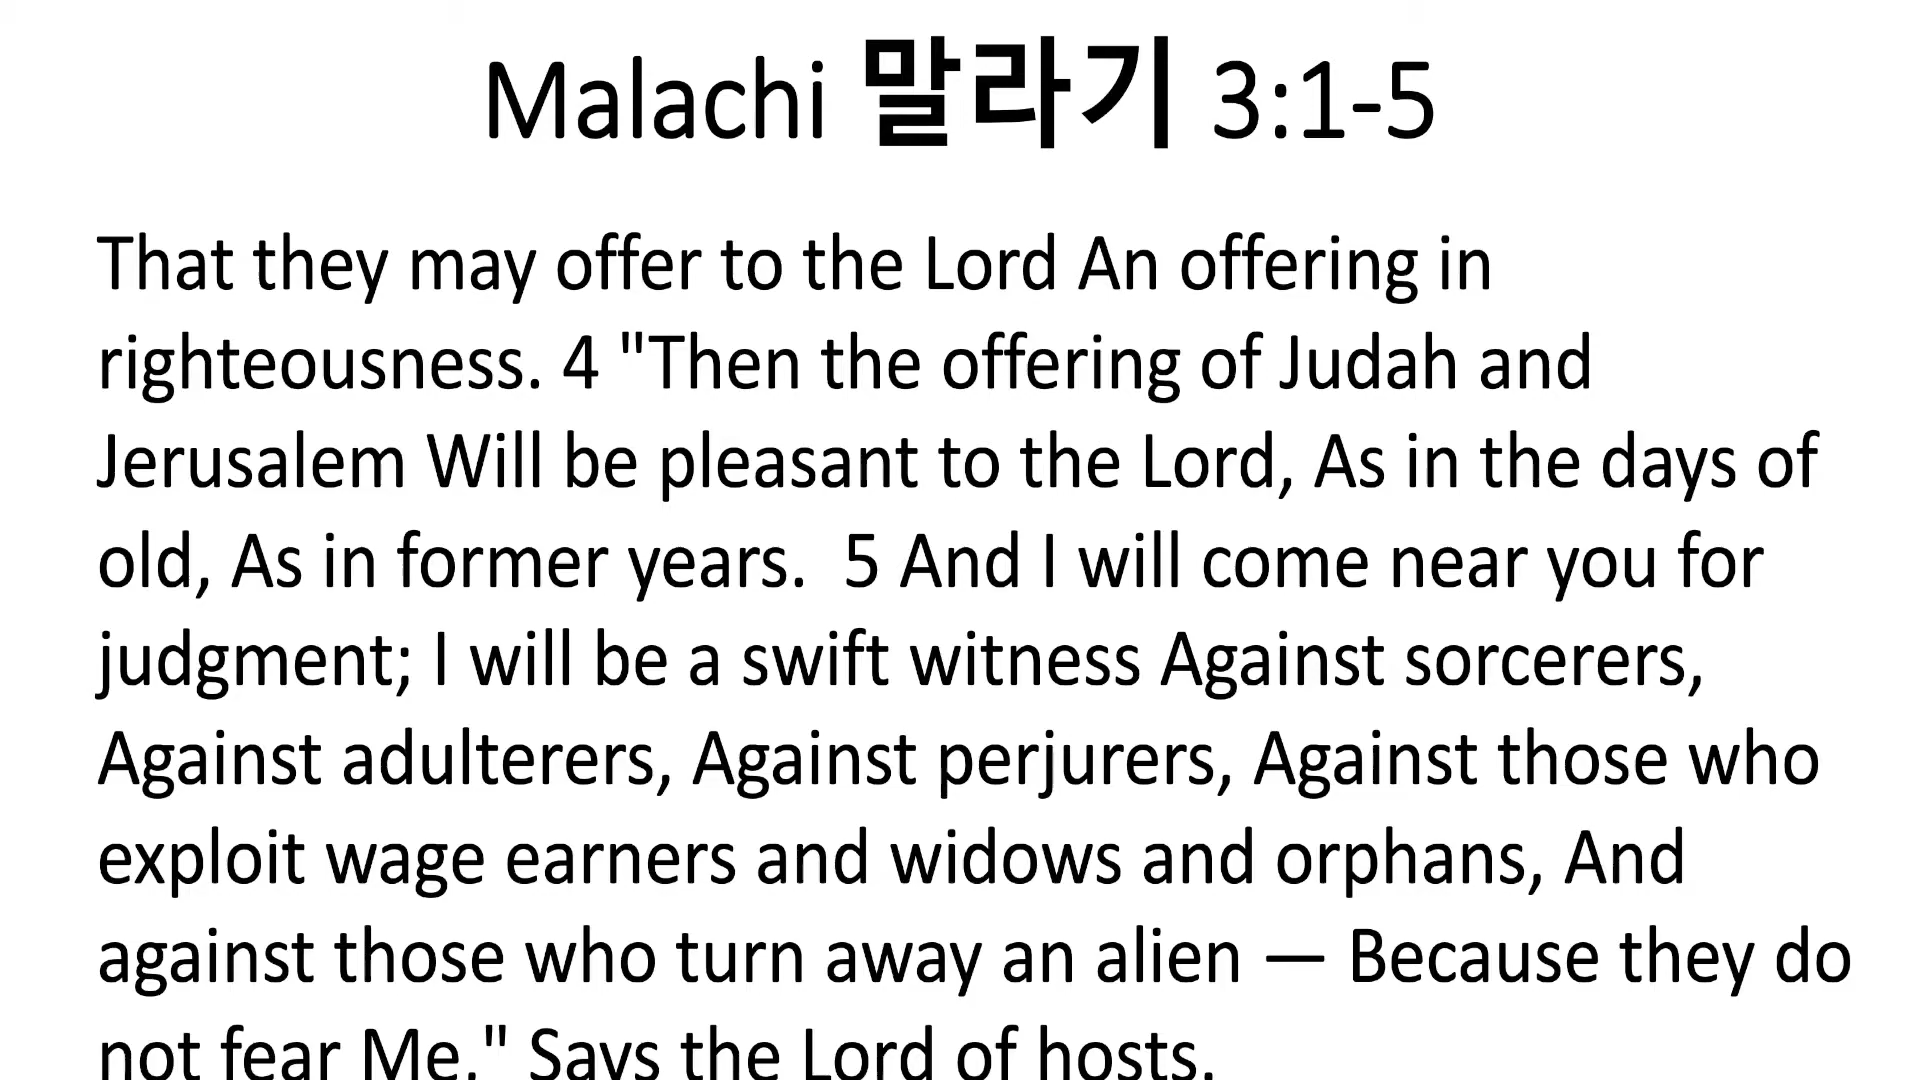 Malachi 말라기 3:1-5
That they may offer to the Lord An offering in
righteousness. 4 "Then the offering of Judah and
Jerusalem Will be pleasant to the Lord, As in the days of
old, As in former years.  5 And I will come near you for
judgment; I will be a swift witness Against sorcerers,
Against adulterers, Against perjurers, Against those who
exploit wage earners and widows and orphans, And
against those who turn away an alien — Because they do
not fear Me," Says the Lord of hosts.